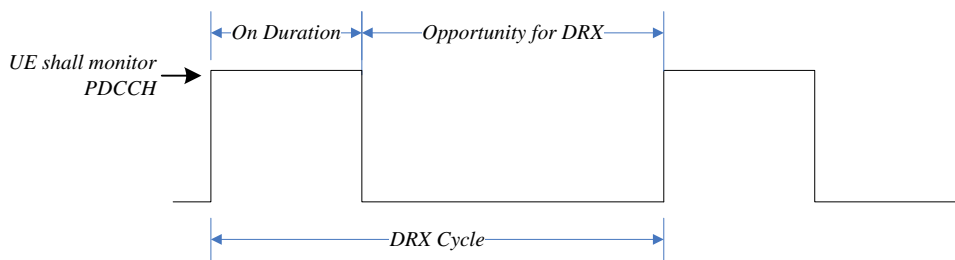 On Duration
Opportunity for DRX
UE shall monitor
PDCCH
DRX Cycle